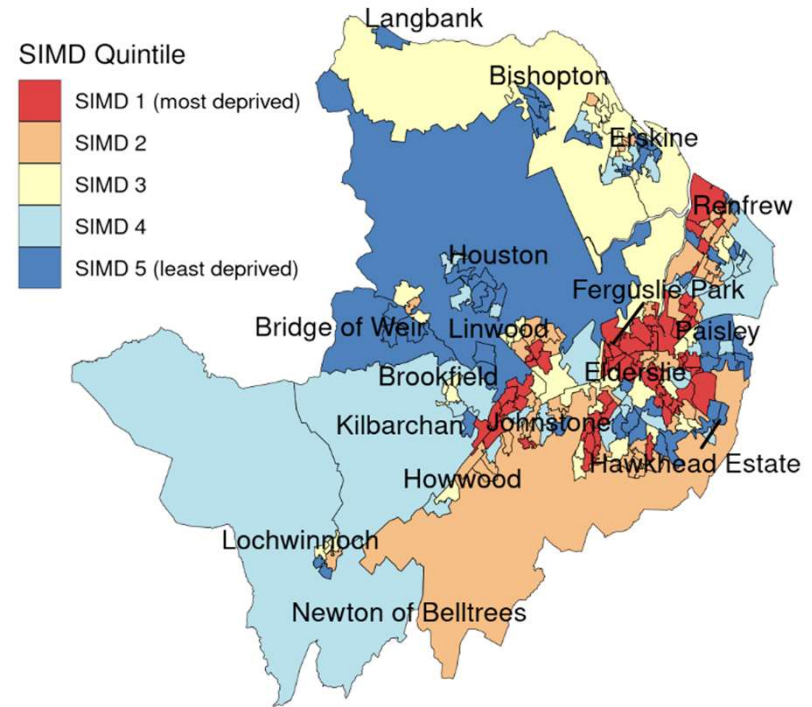 Langbank
SIMD Quintile
Bishopton
SIMD 1 (most deprived)
SIMD 2
Erskine
SIMD 3
Renfrew
SIMD 4
Houston
SIMD 5 (least deprived)
Ferguslie Park
Bridge of Weir
Linwood
Paisley
Brookfield
Elderslie
Kilbarchan
Johnstone
Hawkhead Estate
Howwood
Lochwinnoch
Newton of Belltrees